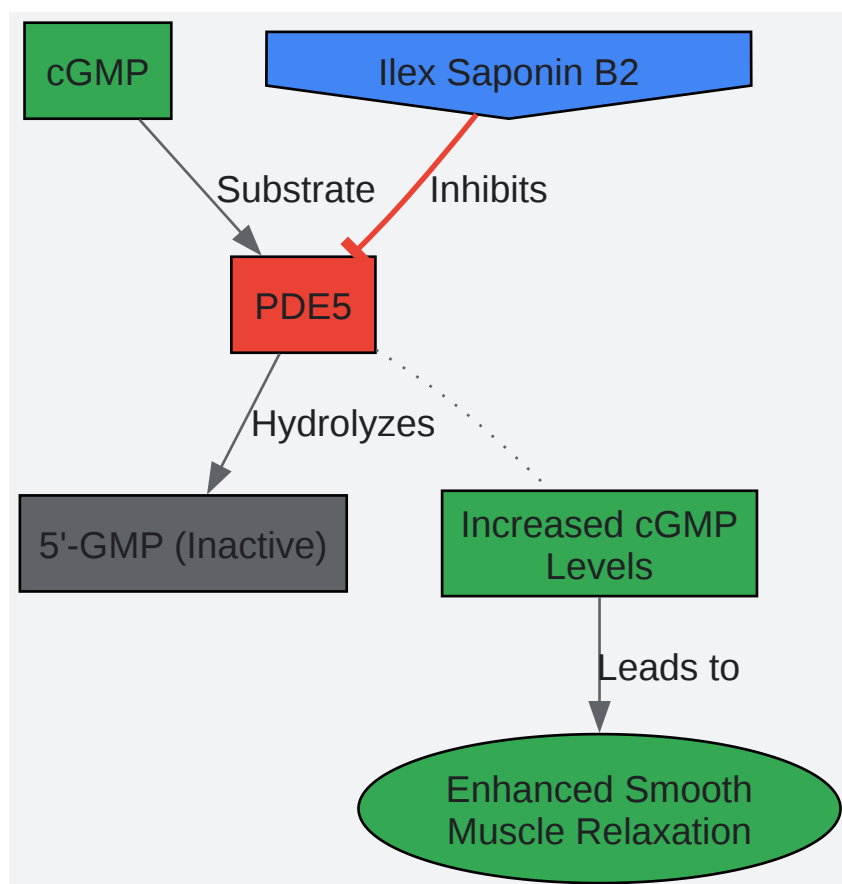 cGMP
Ilex Saponin B2
Substrate
Inhibits
PDE5
Hydrolyzes
5'-GMP (Inactive)
Increased cGMP
Levels
Leads to
Enhanced Smooth
Muscle Relaxation